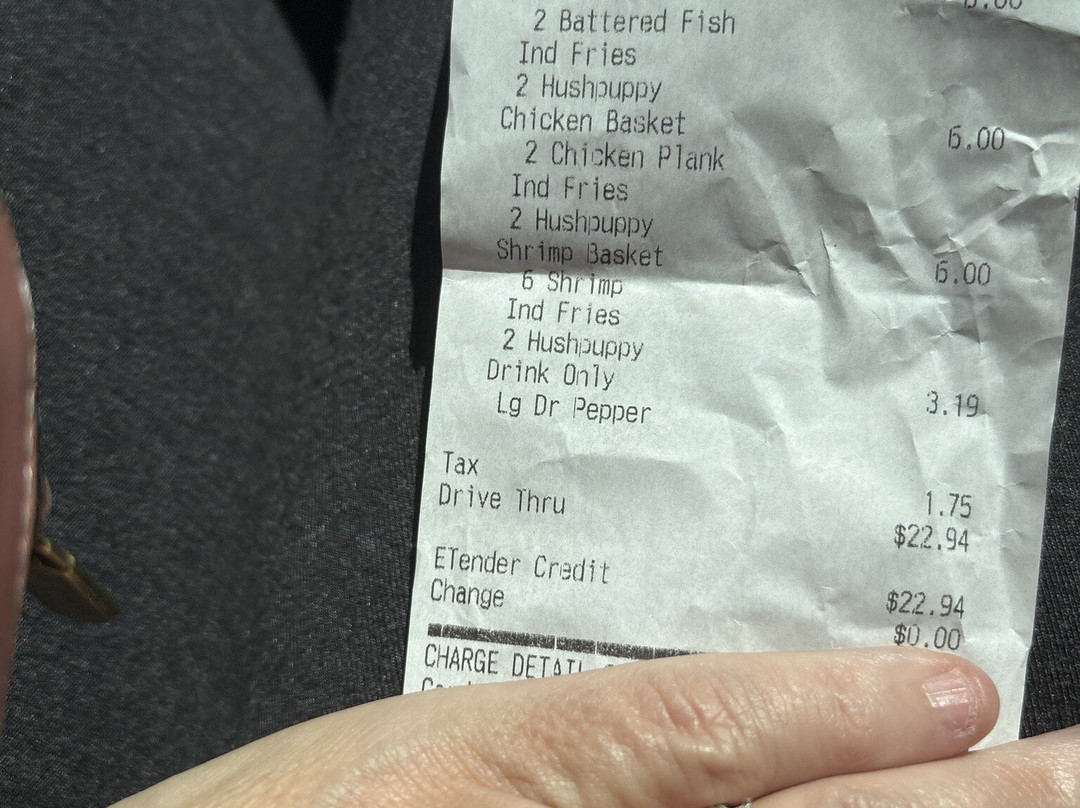 2 Battered Fish
Ind Fries
2 Hushpuppy
Chicken Basket 6.00
2 Chicken Plank
Ind Fries
2 Hushpuppy
Shrimp Basket 6.00
6 Shrimp
Ind Fries
2 Hushpuppy
Drink Only 3.19
Lg Dr Pepper
Tax 1.75
Drive Thru $22.94
ETender Credit $22.94
Change $0.00
CHARGE DETAIL